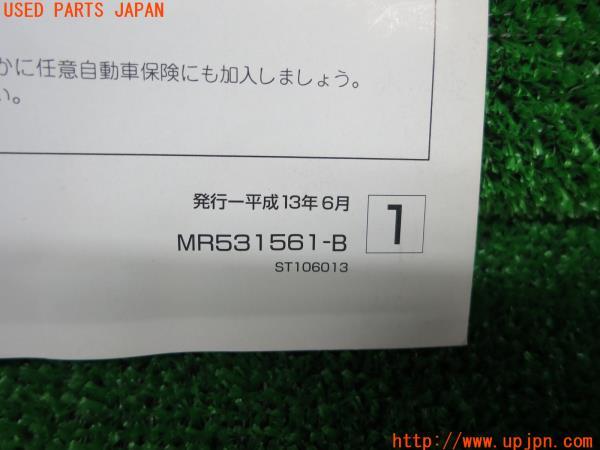 USED PARTS JAPAN
かに任意自動車保険にも加入しましょう。
い。
発行ー平成13年6月
1
MR531561-B
ST106013
http://www.upjpn.com/